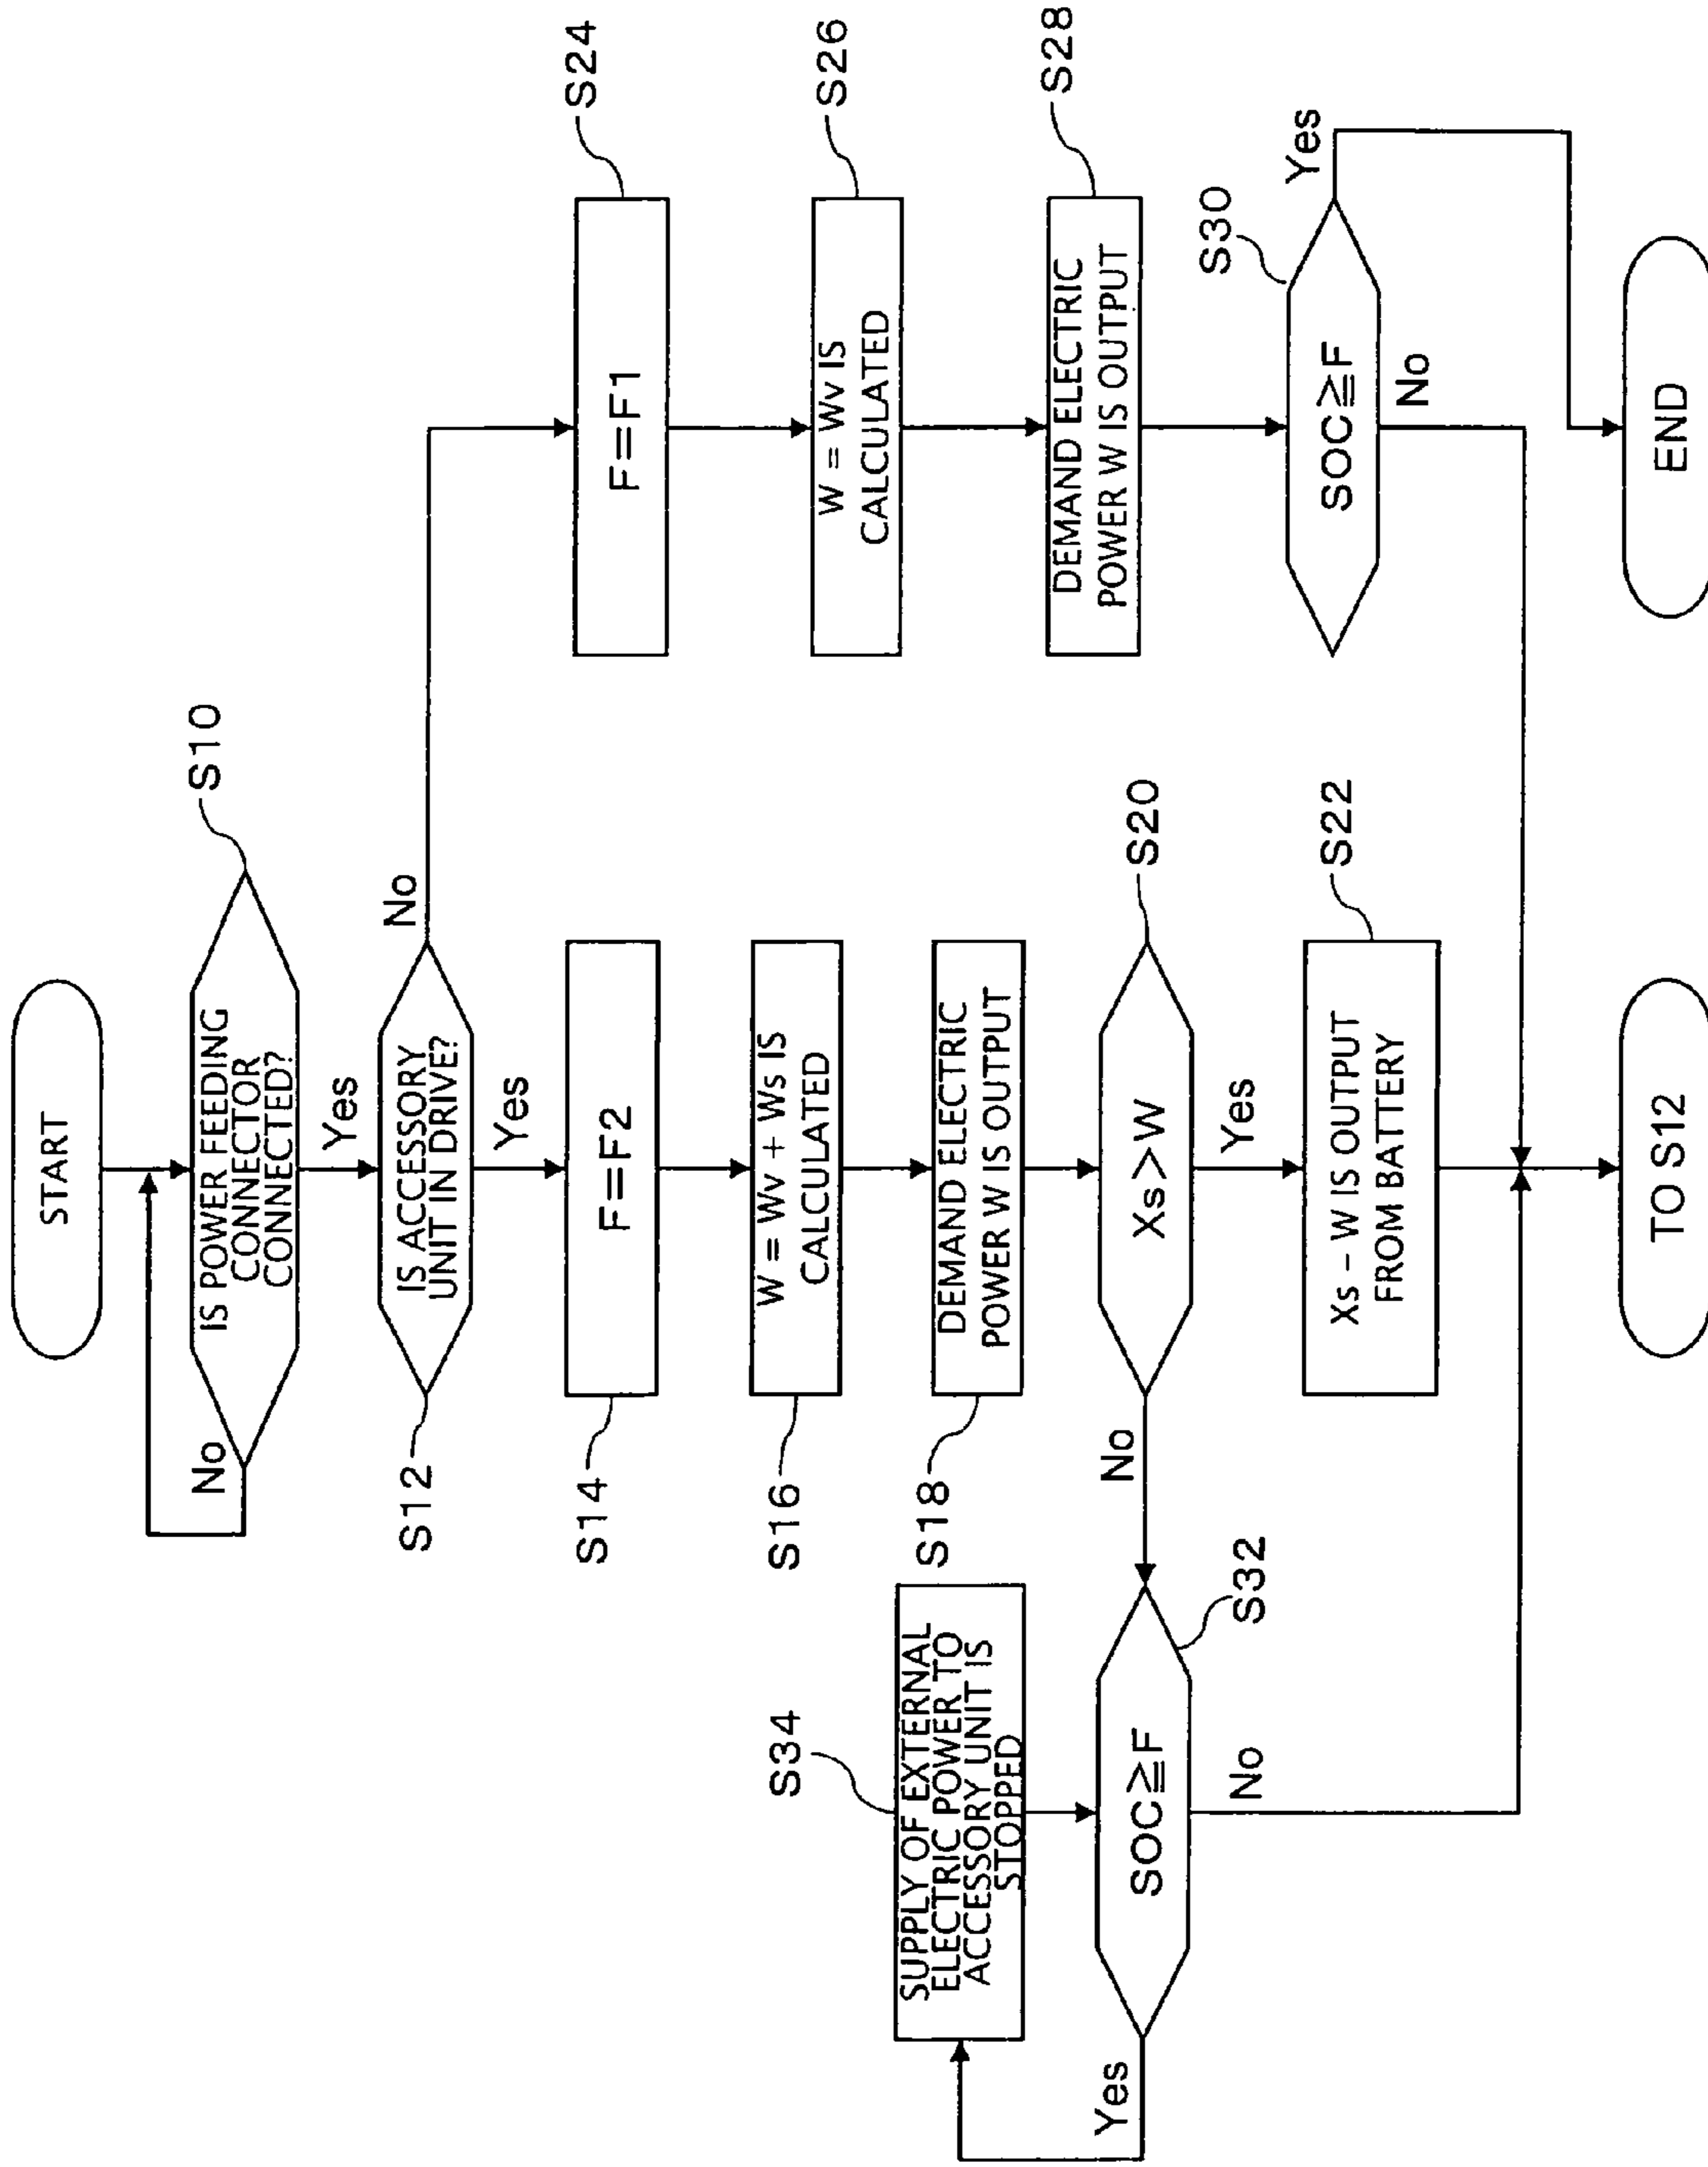 START
IS POWER FEEDING
CONNECTOR
CONNECTED?
S10
No
Yes
IS ACCESSORY
UNIT IN DRIVE?
S12
No
Yes
F=F2
S14
W = Wv + Ws IS
CALCULATED
S16
DEMAND ELECTRIC
POWER W IS OUTPUT
S18
Xs>W
S20
No
Yes
Xs – W IS OUTPUT
FROM BATTERY
S22
F=F1
S24
W = Wv IS
CALCULATED
S26
DEMAND ELECTRIC
POWER W IS OUTPUT
S28
SOC≧F
S30
Yes
No
SUPPLY OF EXTERNAL
ELECTRIC POWER TO
ACCESSORY UNIT IS
STOPPED
S34
SOC≧F
S32
Yes
No
TO S12
END